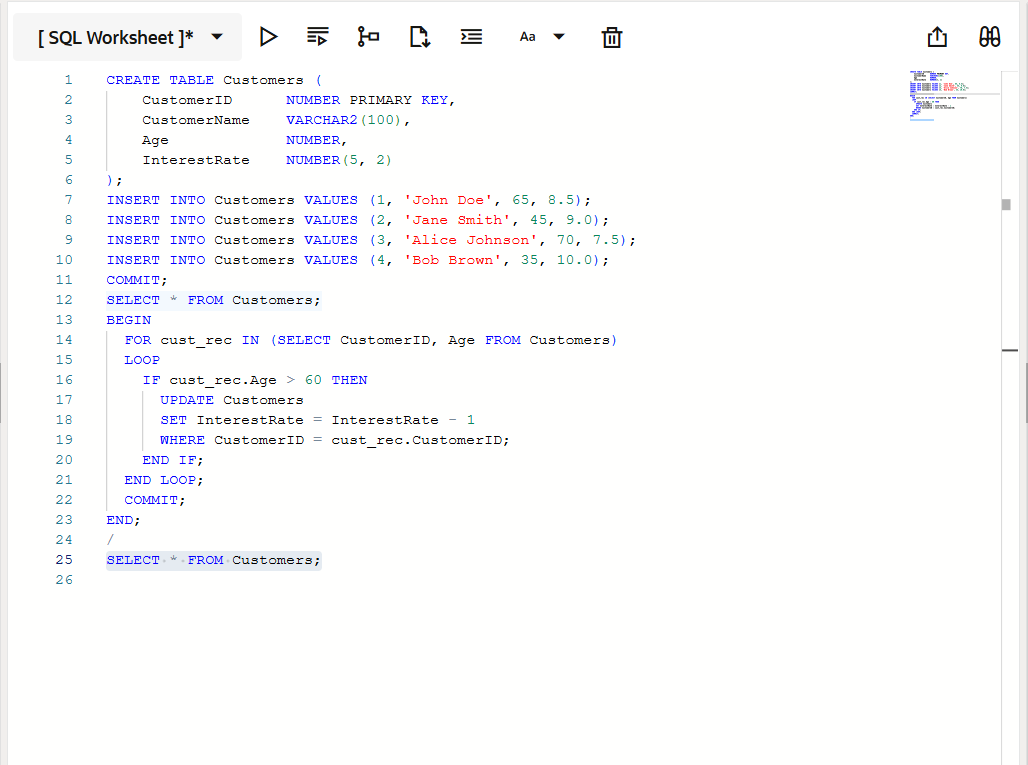 [ SQL Worksheet ]* Aa
1 CREATE TABLE Customers (
2     CustomerID      NUMBER PRIMARY KEY,
3     CustomerName    VARCHAR2(100),
4     Age             NUMBER,
5     InterestRate    NUMBER(5, 2)
6 );
7 INSERT INTO Customers VALUES (1, 'John Doe', 65, 8.5);
8 INSERT INTO Customers VALUES (2, 'Jane Smith', 45, 9.0);
9 INSERT INTO Customers VALUES (3, 'Alice Johnson', 70, 7.5);
10 INSERT INTO Customers VALUES (4, 'Bob Brown', 35, 10.0);
11 COMMIT;
12 SELECT * FROM Customers;
13 BEGIN
14   FOR cust_rec IN (SELECT CustomerID, Age FROM Customers)
15   LOOP
16     IF cust_rec.Age > 60 THEN
17       UPDATE Customers
18       SET InterestRate = InterestRate - 1
19       WHERE CustomerID = cust_rec.CustomerID;
20     END IF;
21   END LOOP;
22   COMMIT;
23 END;
24 /
25 SELECT * FROM Customers;
26